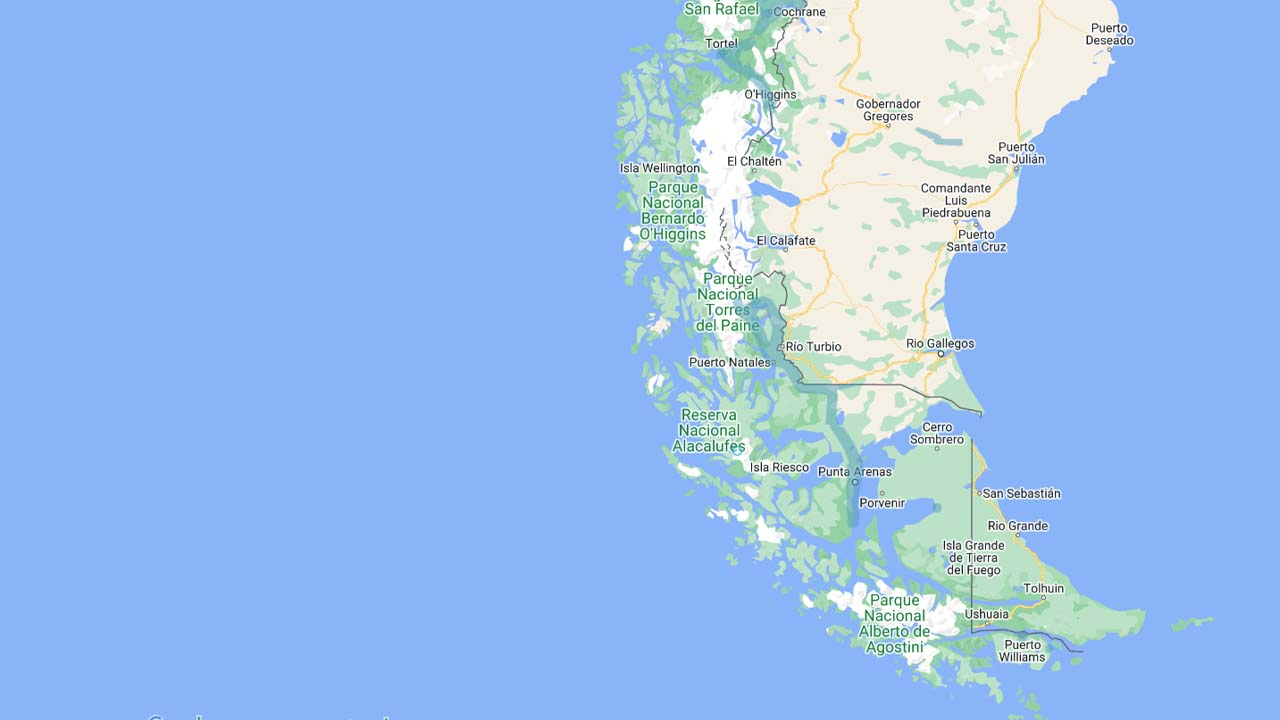 San Rafael
Cochrane
Puerto
Deseado
Tortel
O'Higgins
Gobernador
Gregores
Puerto
San Julián
El Chaltén
Isla Wellington
Parque
Nacional
Bernardo
O'Higgins
Comandante
Luis
Piedrabuena
Puerto
Santa Cruz
El Calafate
Parque
Nacional
Torres
del Paine
Río Turbio
Rio Gallegos
Puerto Natales
Reserva
Nacional
Alacalufes
Cerro
Sombrero
Isla Riesco
Punta Arenas
Porvenir
San Sebastián
Rio Grande
Isla Grande
de Tierra
del Fuego
Tolhuin
Parque
Nacional
Alberto de
Agostini
Ushuaia
Puerto
Williams